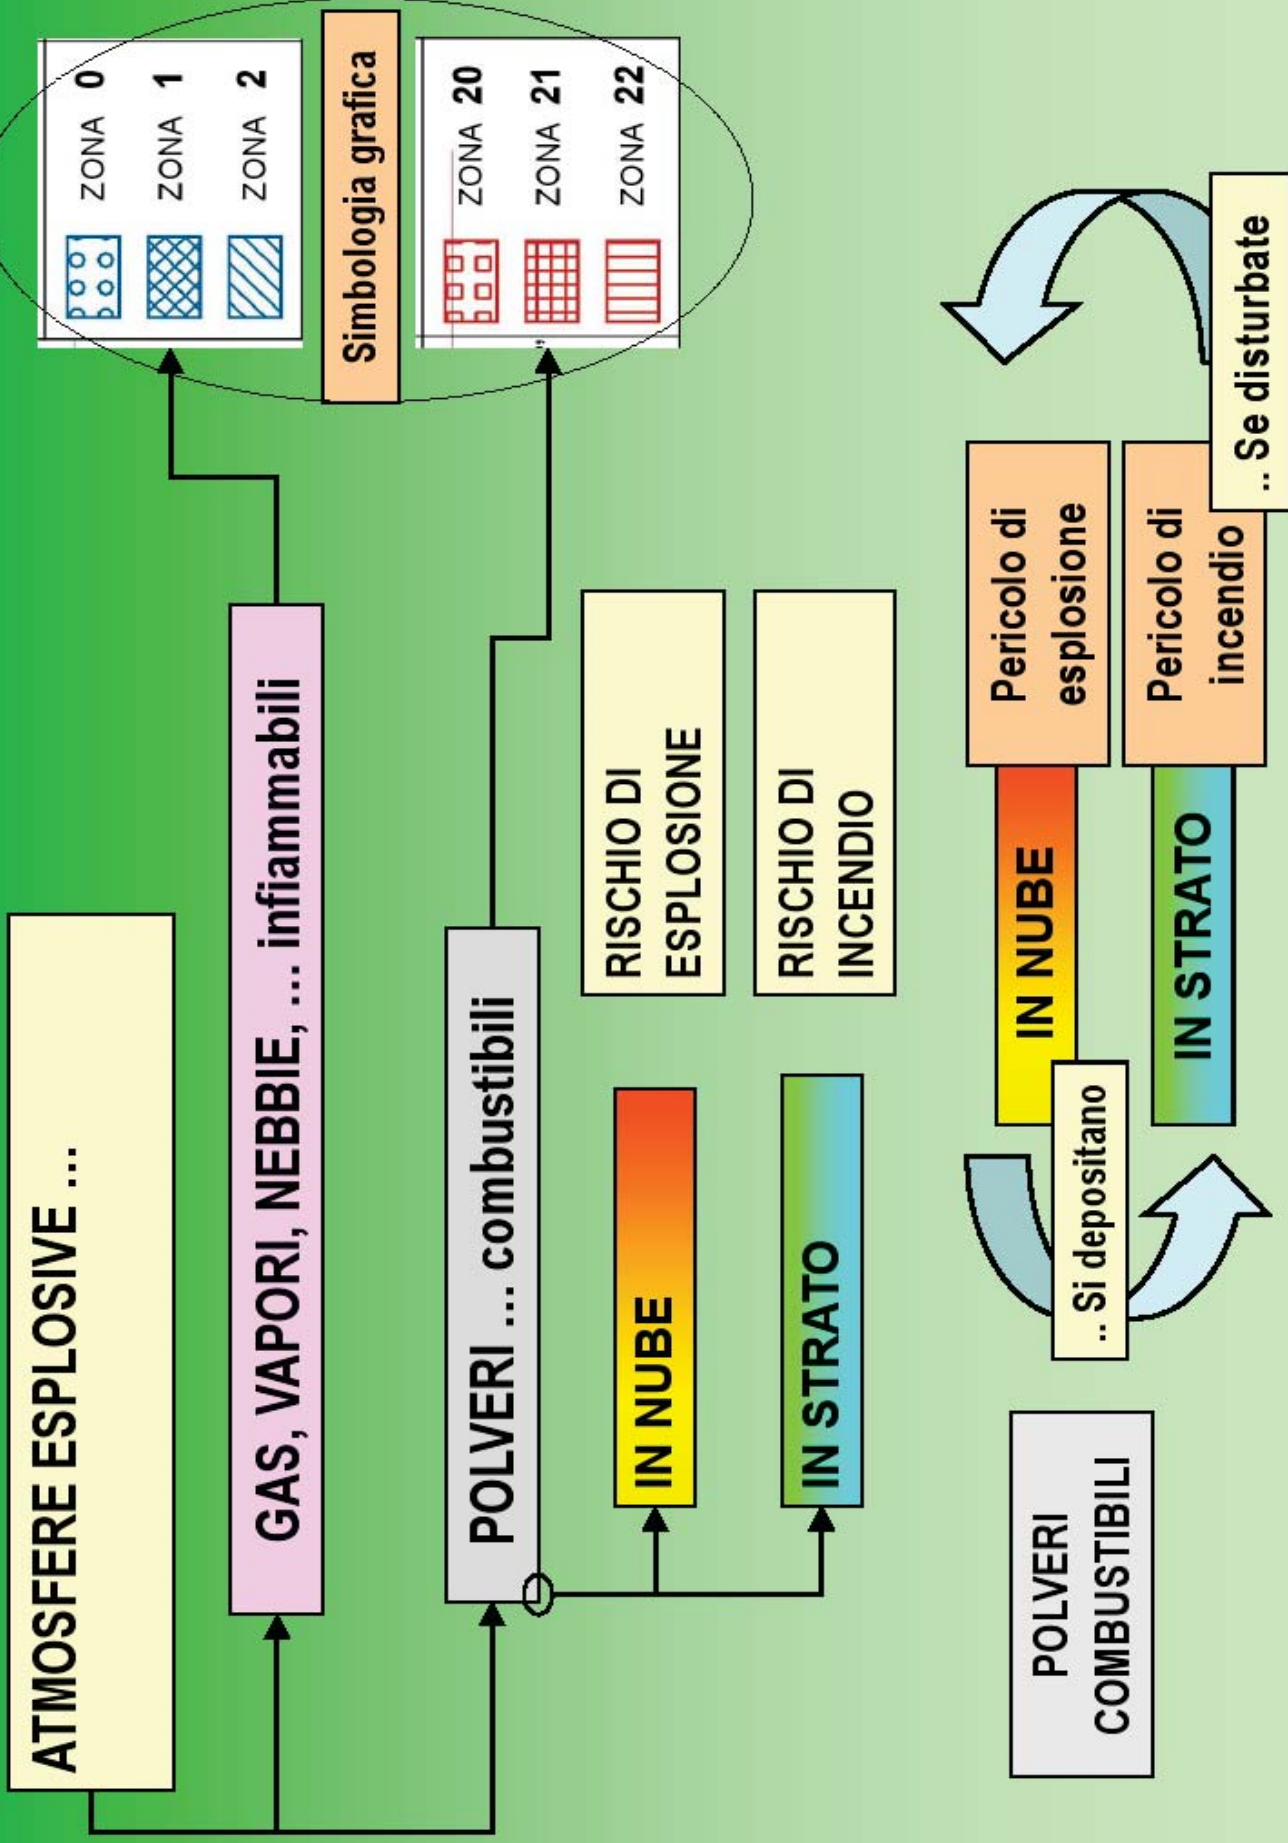 ATMOSFERE ESPLOSIVE ...
GAS, VAPORI, NEBBIE, ... infiammabili
ZONA 0
ZONA 1
ZONA 2
Simbologia grafica
POLVERI ... combustibili
ZONA 20
ZONA 21
ZONA 22
IN NUBE
RISCHIO DI
ESPLOSIONE
IN STRATO
RISCHIO DI
INCENDIO
POLVERI
COMBUSTIBILI
.. Si depositano
IN NUBE
Pericolo di
esplosione
IN STRATO
Pericolo di
incendio
.. Se disturbate